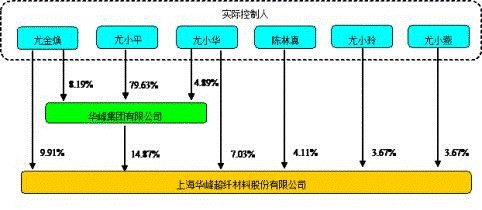 实际控制人
尤金焕 尤小平 尤小华 陈林真 尤小玲 尤小燕
8.19% 79.63% 4.89%
华峰集团有限公司
9.91% 14.87% 7.03% 4.11% 3.67% 3.67%
上海华峰超纤材料股份有限公司